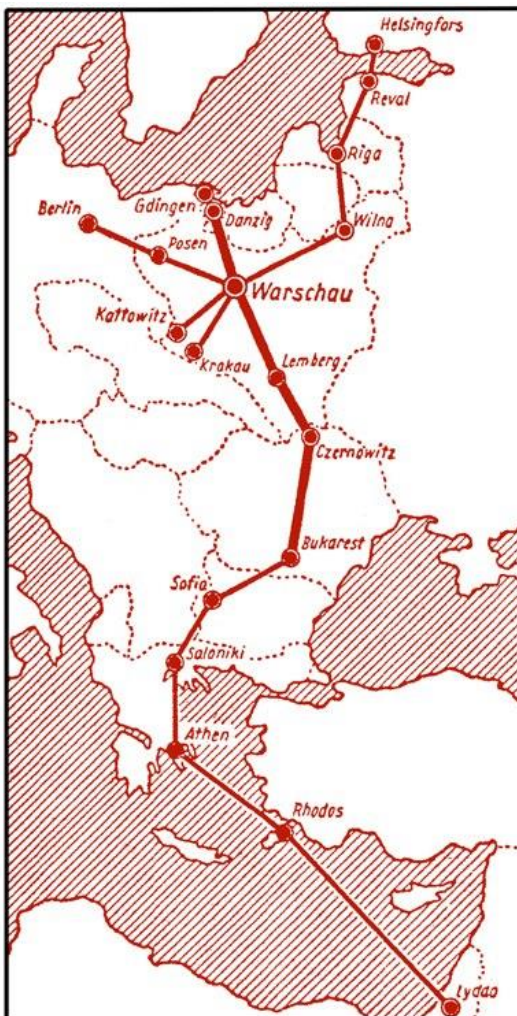 Helsingfors
Reval
Riga
Gdingen
Danzig
Berlin
Wilna
Posen
Warschau
Kattowitz
Krakau
Lemberg
Czernowitz
Bukarest
Sofia
Saloniki
Athen
Rhodos
Lydda